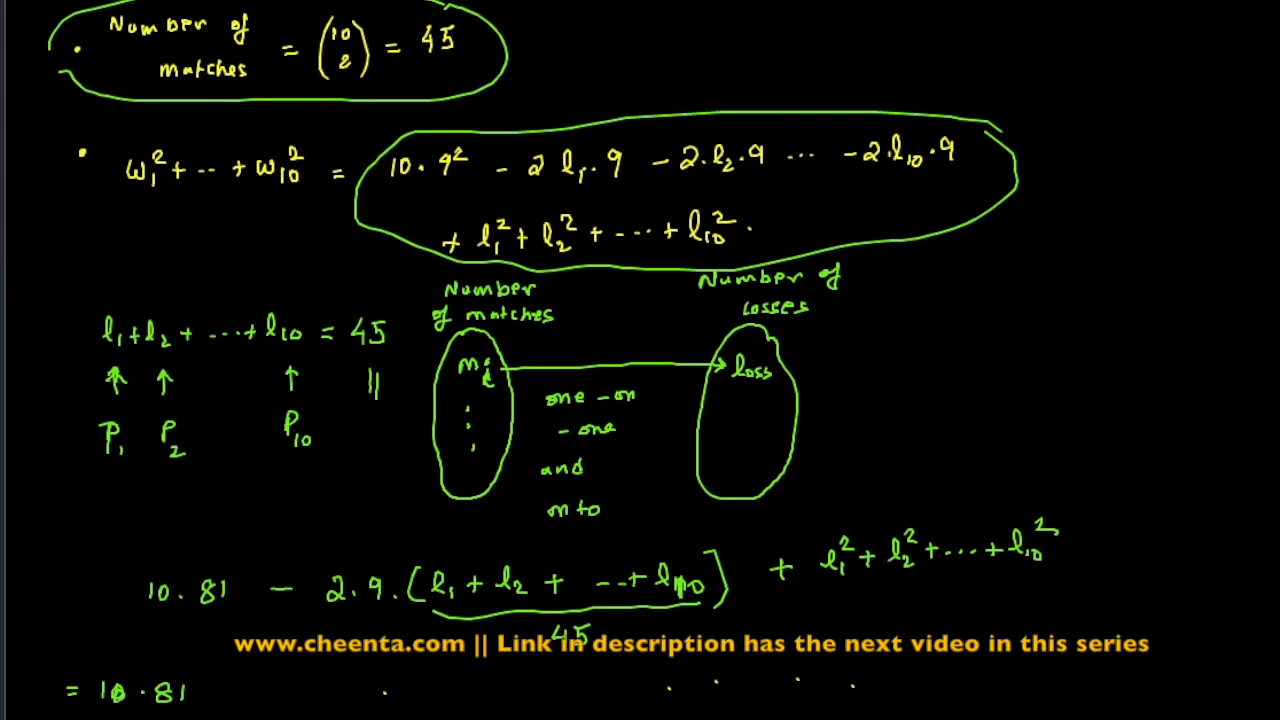 • Number of
matches = (10 2) = 45
• w₁² + ... + w₁₀² = 10 . 9² - 2 l₁ . 9 - 2 . l₂ . 9 ... - 2 . l₁₀ . 9
+ l₁² + l₂² + .... + l₁₀² .
Number of matches
Number of losses
l₁ + l₂ + .... + l₁₀ = 45
↑ ↑ ↑ ||
P₁ P₂ P₁₀
mᵢ → loss
one - on
- one
and
on to
10 . 81 - 2 . 9 . ( l₁ + l₂ + ... + l₁₀ ) + l₁² + l₂² + .... + l₁₀²
45
www.cheenta.com || Link in description has the next video in this series
= 10 . 81